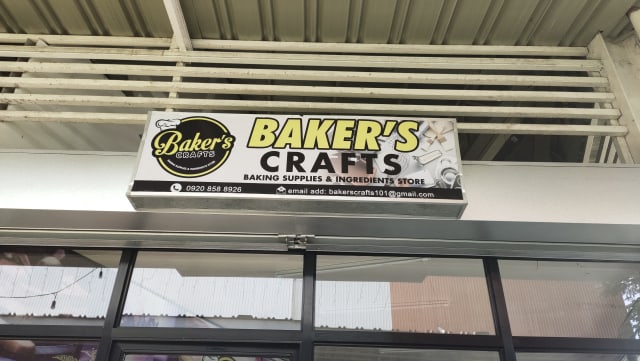 Baker's
CRAFTS
BAKER'S
CRAFTS
BAKING SUPPLIES & INGREDIENTS STORE
0920 858 8926
email add: bakerscrafts101@gmail.com